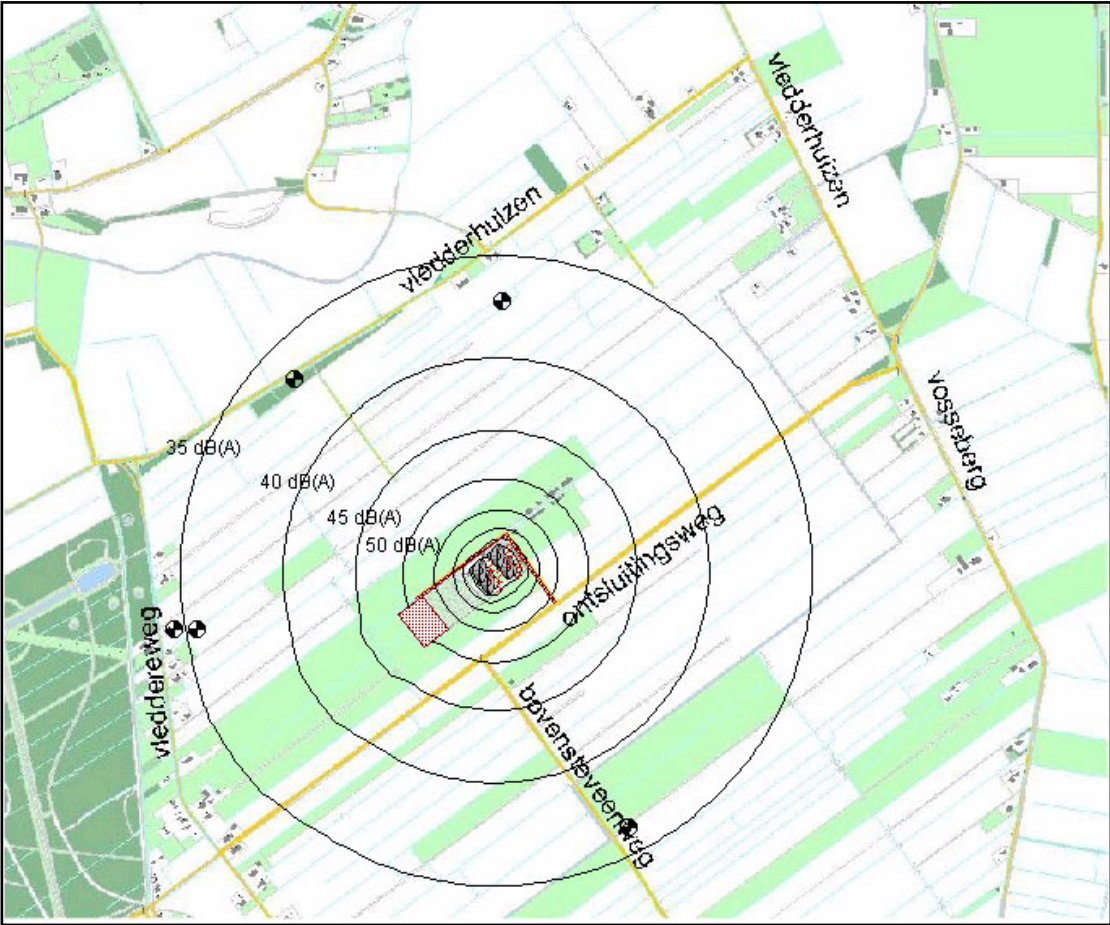 vledderhuizen
vledderhuizen
35 dB(A)
vosseberg
40 dB(A)
45 dB(A)
50 dB(A)
ontsluitingsweg
vleddereweg
bovensteveenweg